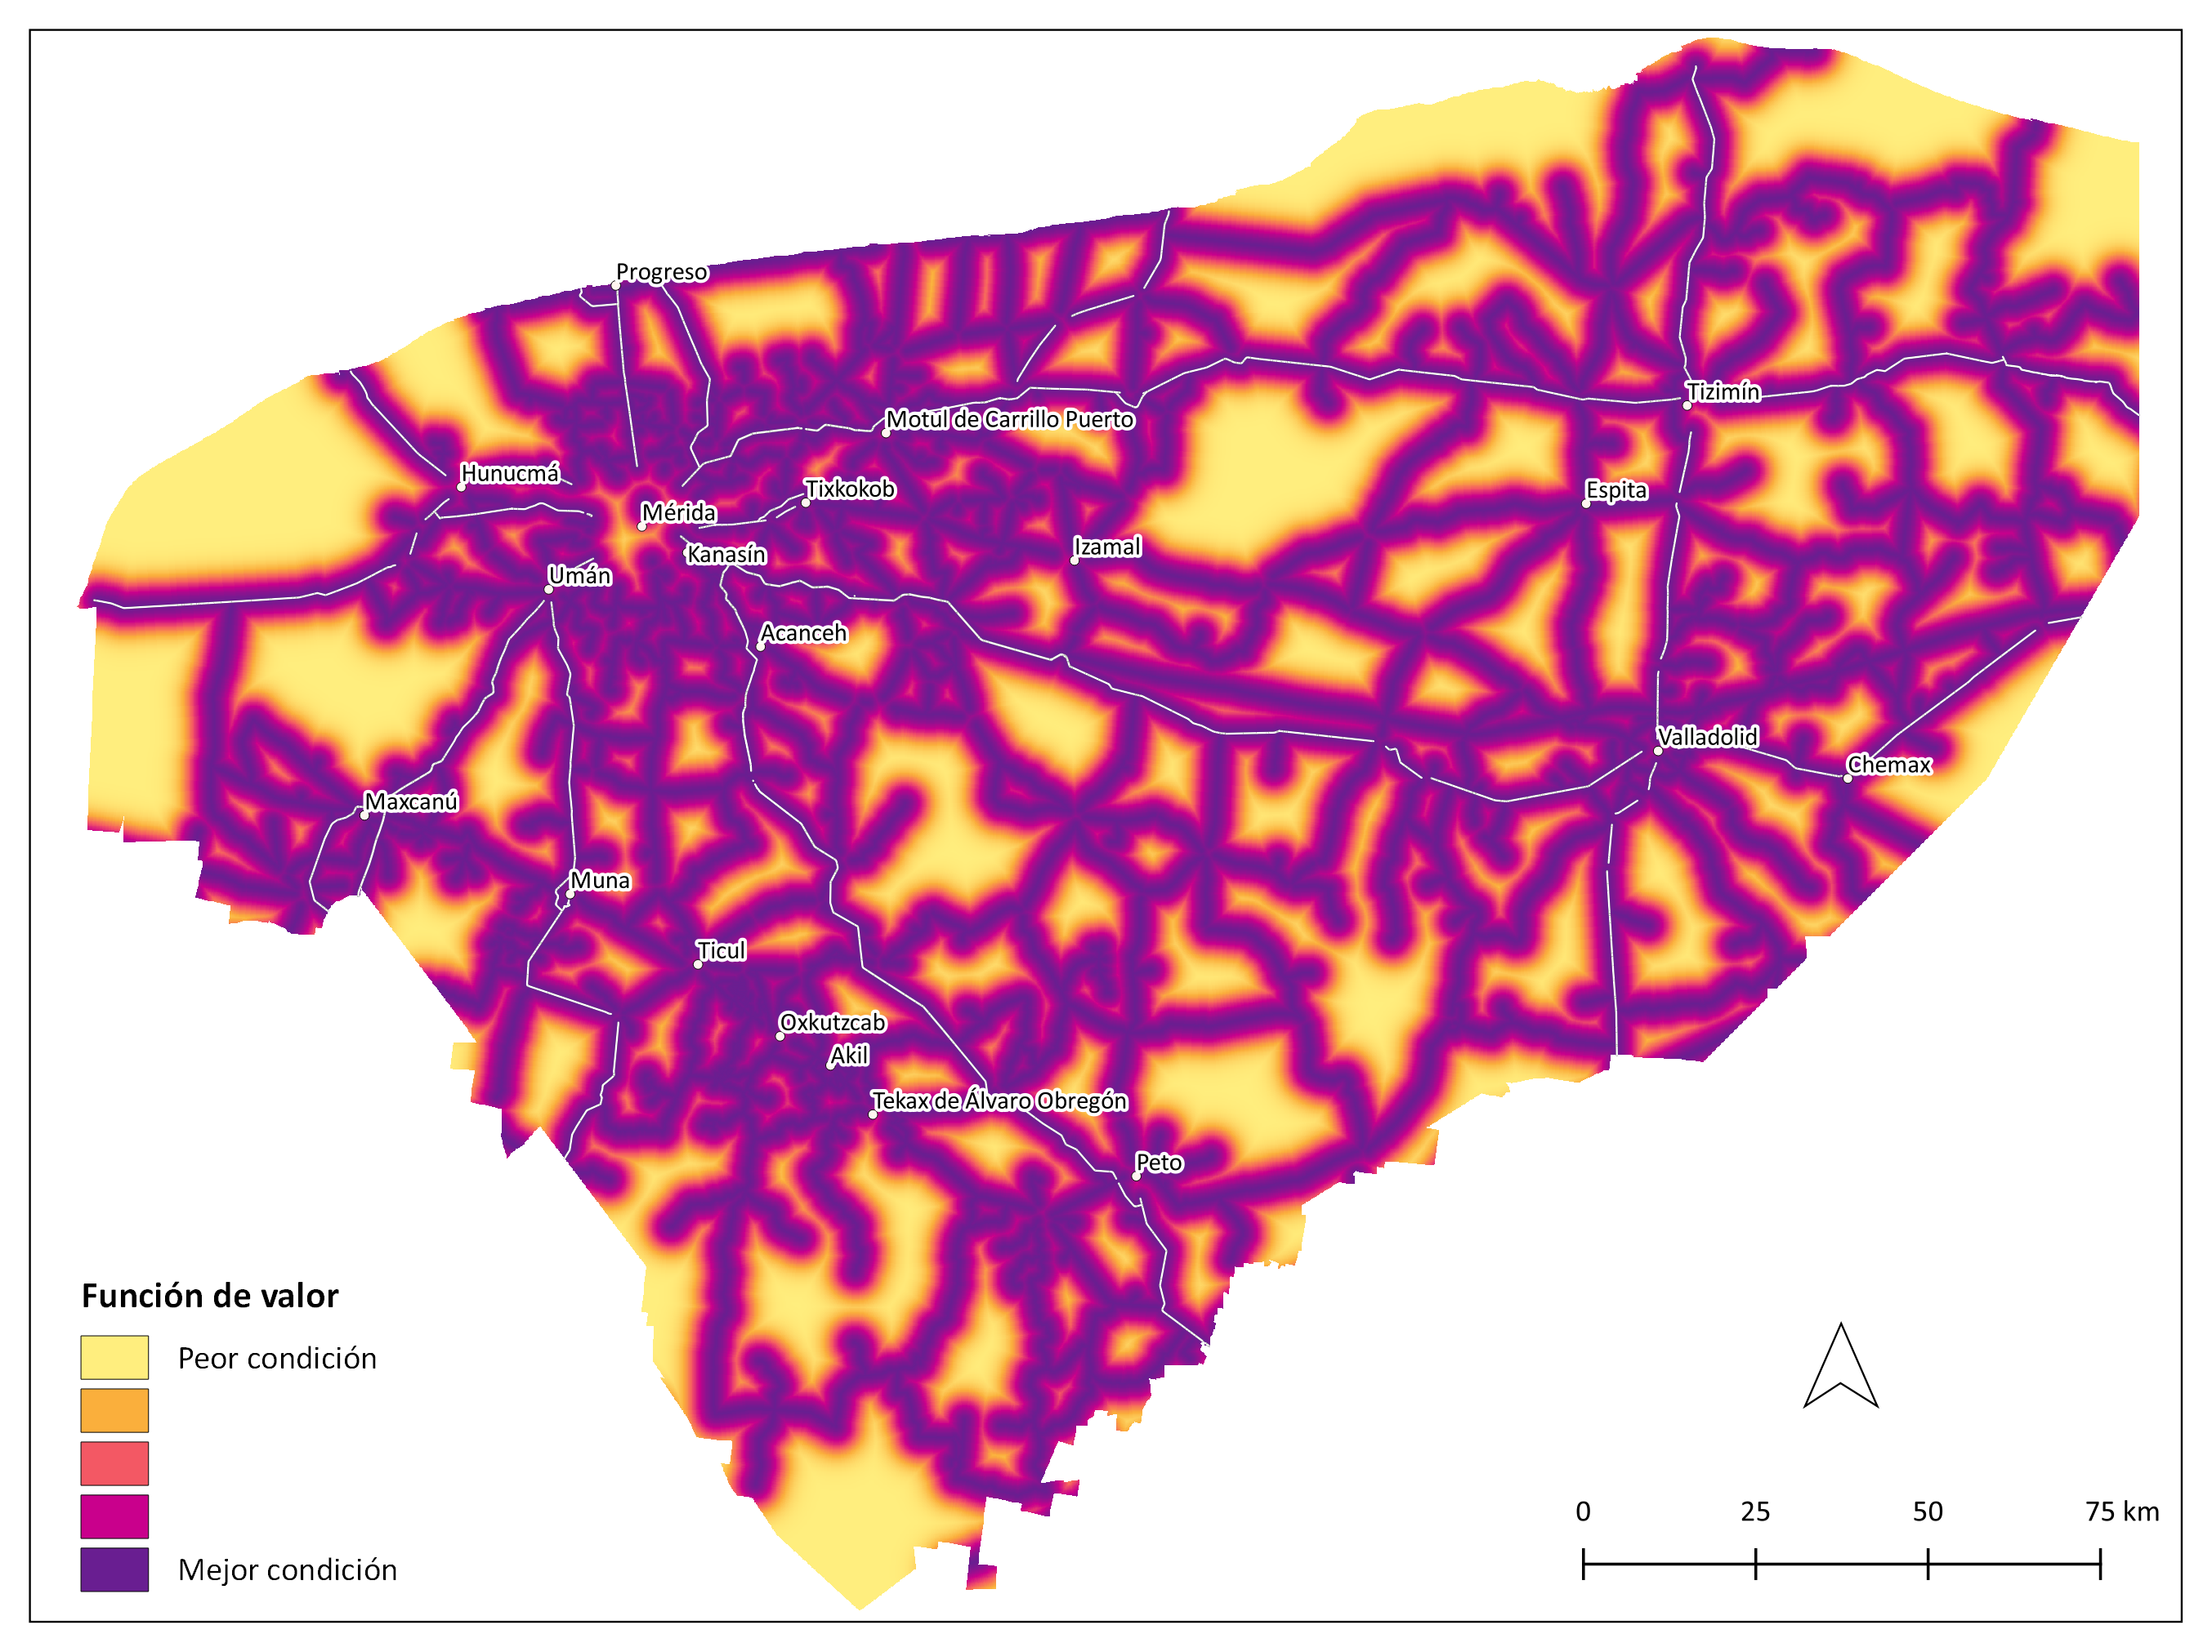 Progreso
Tizimín
Motul de Carrillo Puerto
Hunucmá
Tixkokob
Espita
Mérida
Kanasín
Izamal
Umán
Acanceh
Valladolid
Chemax
Maxcanú
Muna
Ticul
Oxkutzcab
Akil
Tekax de Álvaro Obregón
Peto
Función de valor
Peor condición
Mejor condición
0 25 50 75 km